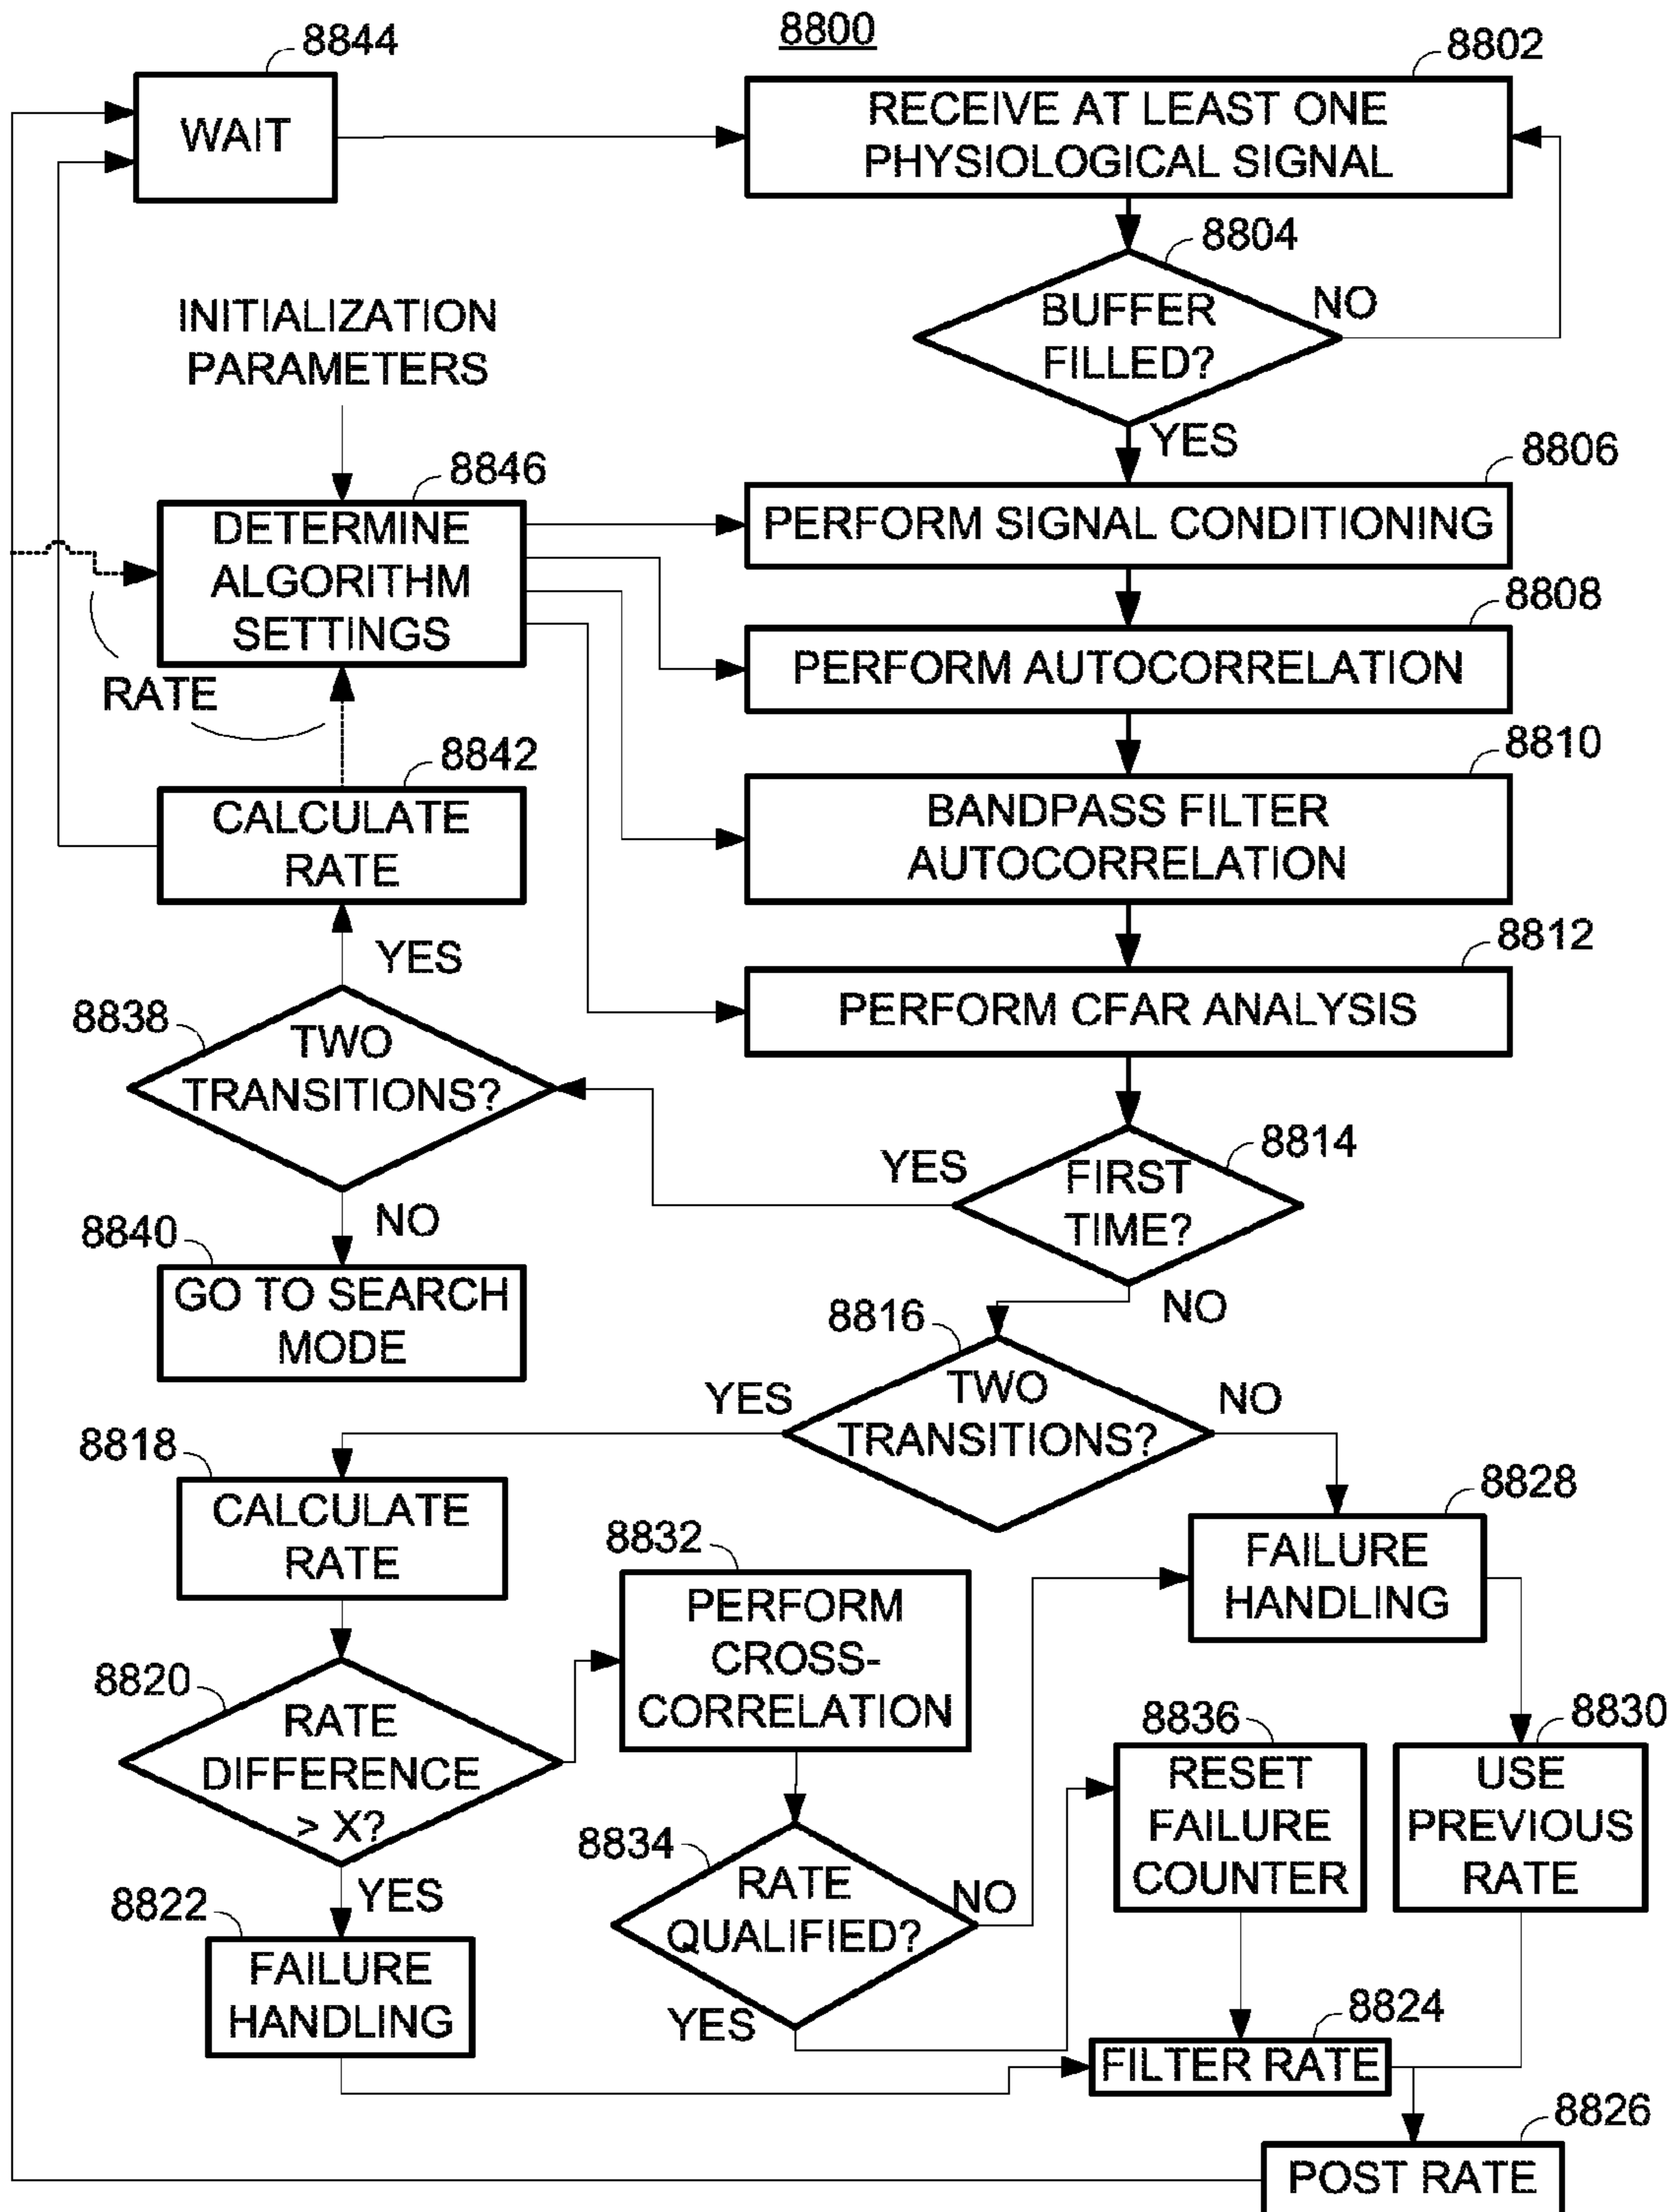 8800
8844
8802
WAIT
RECEIVE AT LEAST ONE
PHYSIOLOGICAL SIGNAL
8804
BUFFER
FILLED?
NO
YES
INITIALIZATION
PARAMETERS
8846
DETERMINE
ALGORITHM
SETTINGS
8806
PERFORM SIGNAL CONDITIONING
8808
PERFORM AUTOCORRELATION
RATE
8810
BANDPASS FILTER
AUTOCORRELATION
8842
CALCULATE
RATE
YES
8812
PERFORM CFAR ANALYSIS
8838
TWO
TRANSITIONS?
NO
8814
FIRST
TIME?
YES
NO
8840
GO TO SEARCH
MODE
8816
TWO
TRANSITIONS?
YES
NO
8818
CALCULATE
RATE
8828
FAILURE
HANDLING
8832
PERFORM
CROSS-
CORRELATION
8820
RATE
DIFFERENCE
> X?
YES
8836
RESET
FAILURE
COUNTER
8830
USE
PREVIOUS
RATE
8834
RATE
QUALIFIED?
NO
YES
8822
FAILURE
HANDLING
8824
FILTER RATE
8826
POST RATE